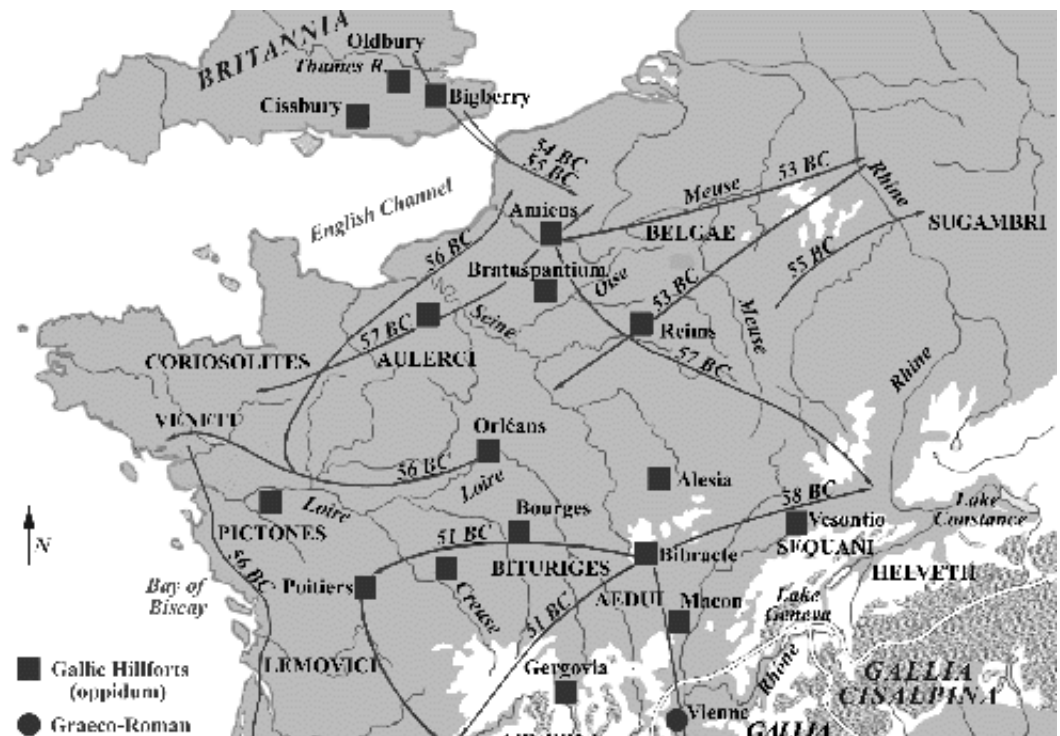 BRITANNIA
Oldbury
Thames R.
Cissbury
Bigberry
54 BC
55 BC
English Channel
Amiens
Meuse
53 BC
Rhine
BELGAE
SUGAMBRI
56 BC
Bratuspantium
Oise
53 BC
55 BC
57 BC
Seine
Reims
Meuse
CORIOSOLITES
AULERCI
57 BC
Rhine
VENETI
Orléans
56 BC
Loire
Alesia
58 BC
Lake
Constance
Loire
Bourges
Vesontio
N
PICTONES
51 BC
Bibracte
SEQUANI
BITURIGES
HELVETII
56 BC
Bay of
Biscay
Poitiers
Creuse
51 BC
AEDUI
Macon
Lake
Geneva
LEMOVICI
Gergovia
Rhone
GALLIA
CISALPINA
Gallic Hillforts
(oppidum)
Graeco-Roman
Vienne
GALLIA